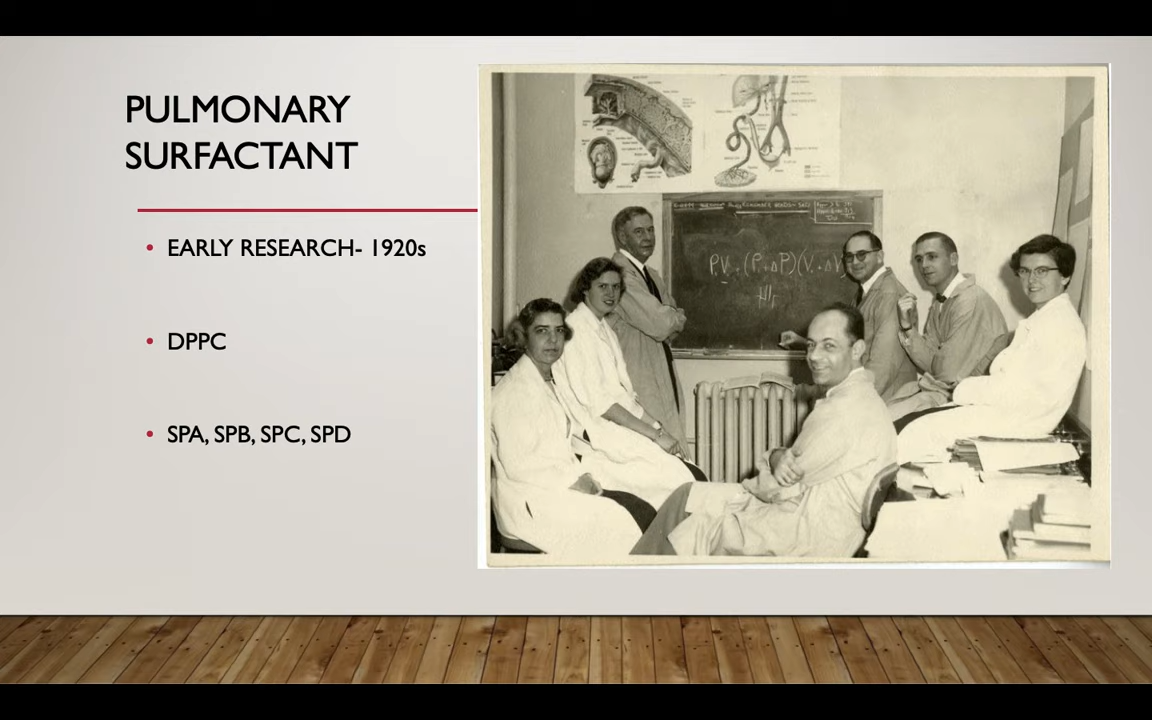 PULMONARY
SURFACTANT
• EARLY RESEARCH- 1920s
• DPPC
• SPA, SPB, SPC, SPD